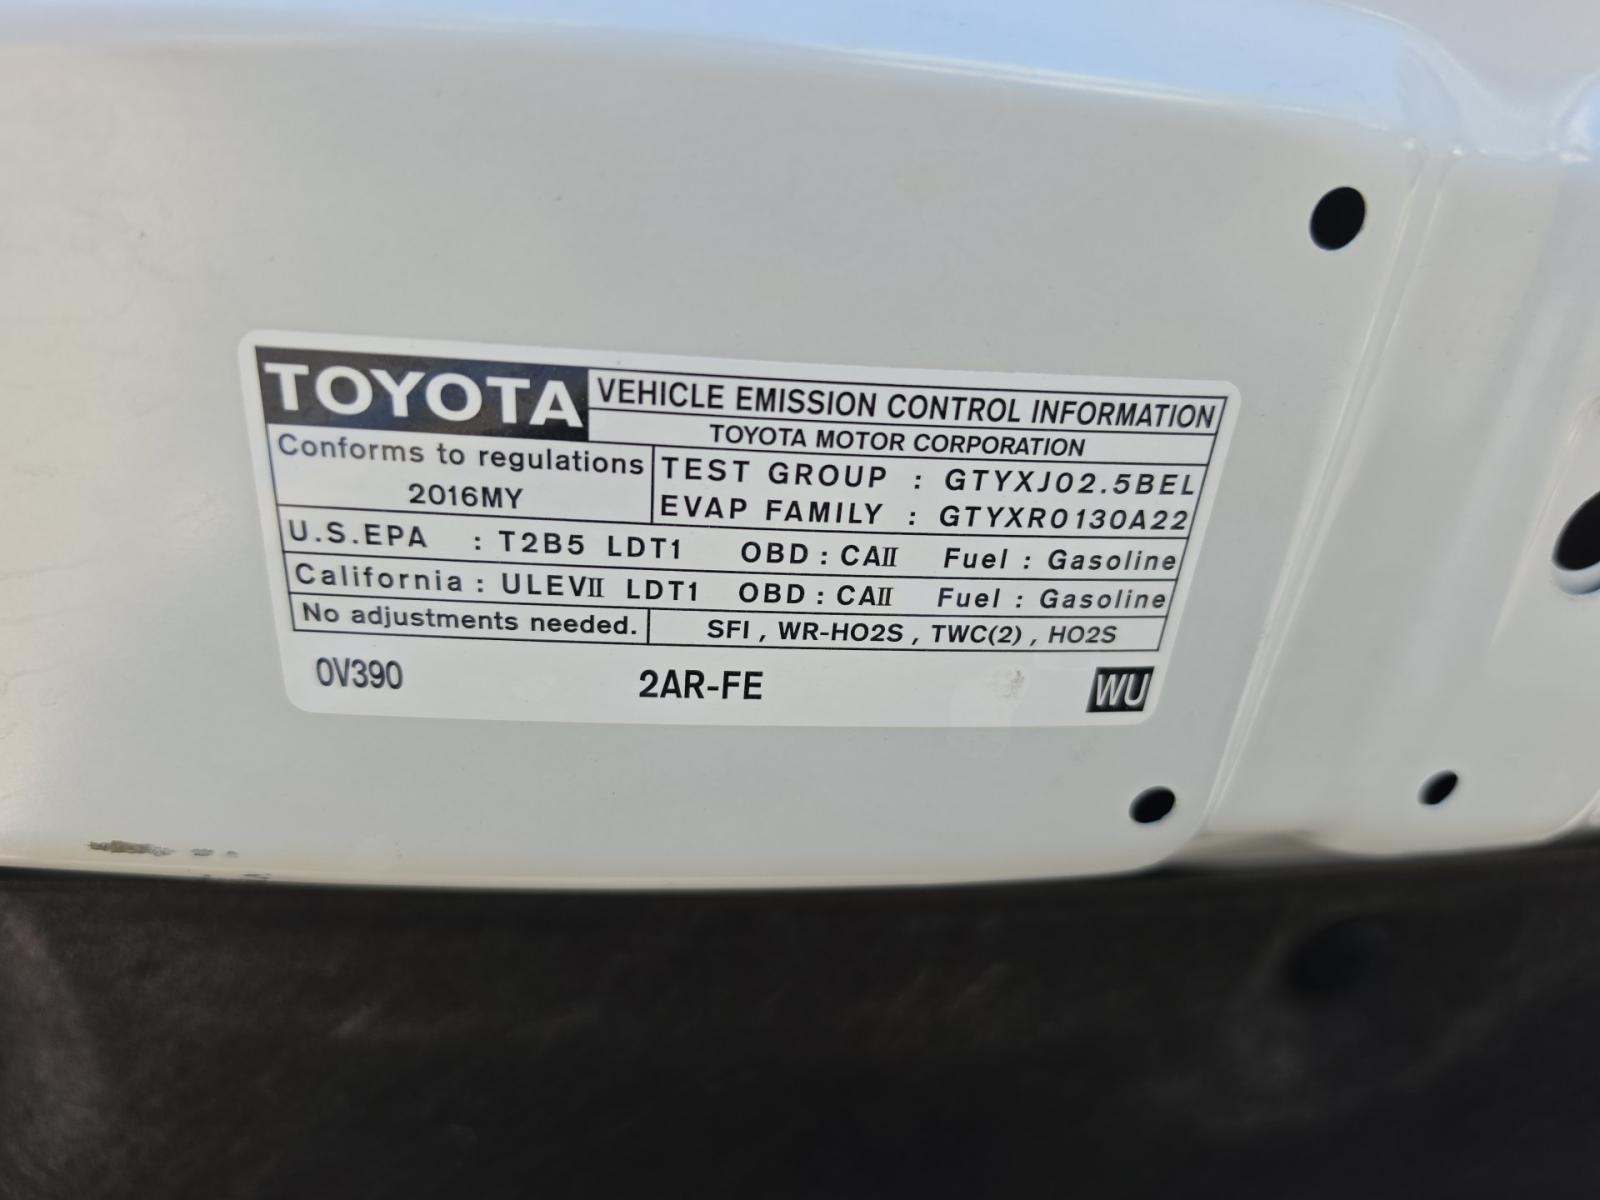 TOYOTA VEHICLE EMISSION CONTROL INFORMATION
TOYOTA MOTOR CORPORATION
Conforms to regulations
2016MY
TEST GROUP : GTYXJ02.5BEL
EVAP FAMILY : GTYXR0130A22
U.S.EPA : T2B5 LDT1 OBD : CAII Fuel : Gasoline
California : ULEVII LDT1 OBD : CAII Fuel : Gasoline
No adjustments needed. SFI , WR-HO2S , TWC(2) , HO2S
0V390 2AR-FE WU